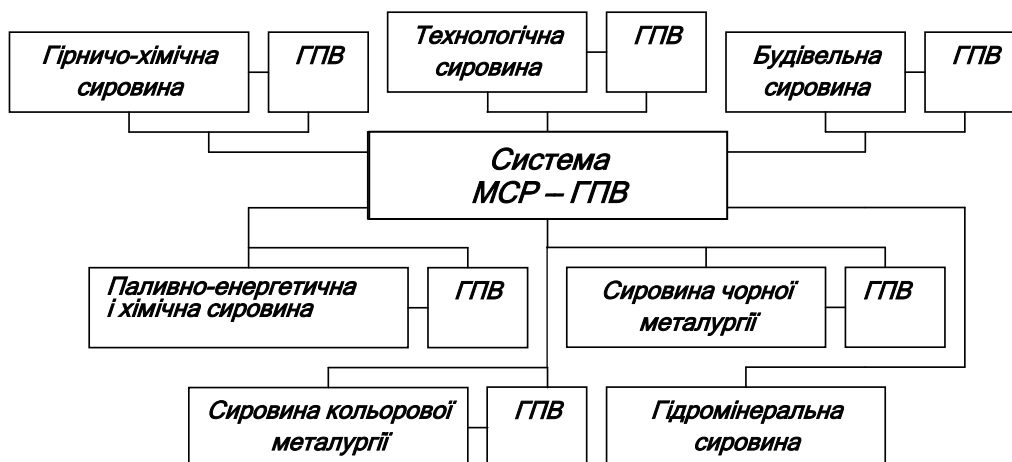 Гірничо-хімічна
сировина
ГПВ
Технологічна
сировина
ГПВ
Будівельна
сировина
ГПВ
Система
МСР – ГПВ
Паливно-енергетична
і хімічна сировина
ГПВ
Сировина чорної
металургії
ГПВ
Сировина кольорової
металургії
ГПВ
Гідромінеральна
сировина